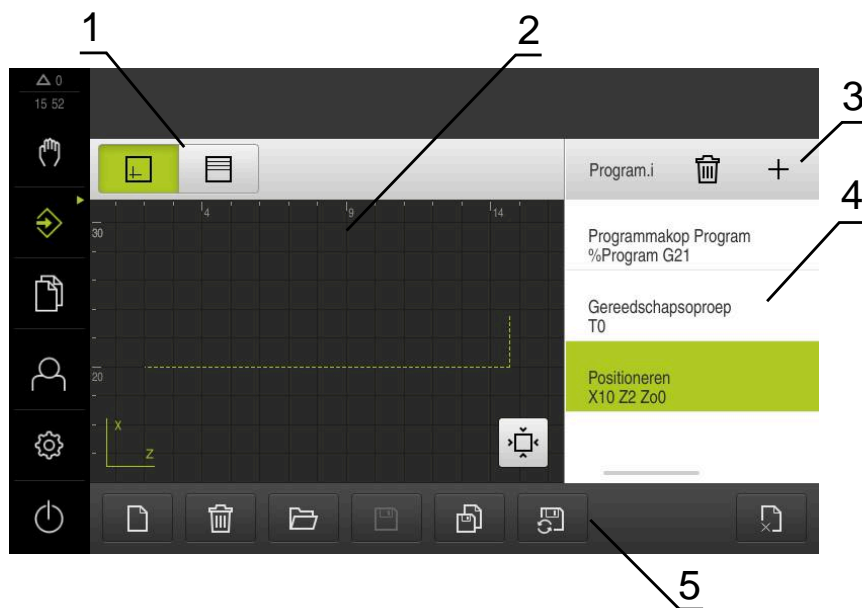 1
2
3
4
5
0
15 52
Program.i
4
9
14
30
20
X
Z
Programmakop Program
%Program G21
Gereedschapsoproep
T0
Positioneren
X10 Z2 Zo0